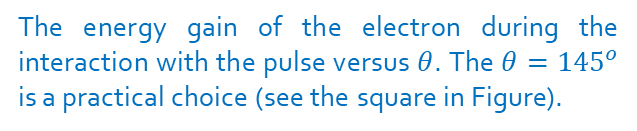 The energy gain of the electron during the
interaction with the pulse versus θ. The θ = 145°
is a practical choice (see the square in Figure).